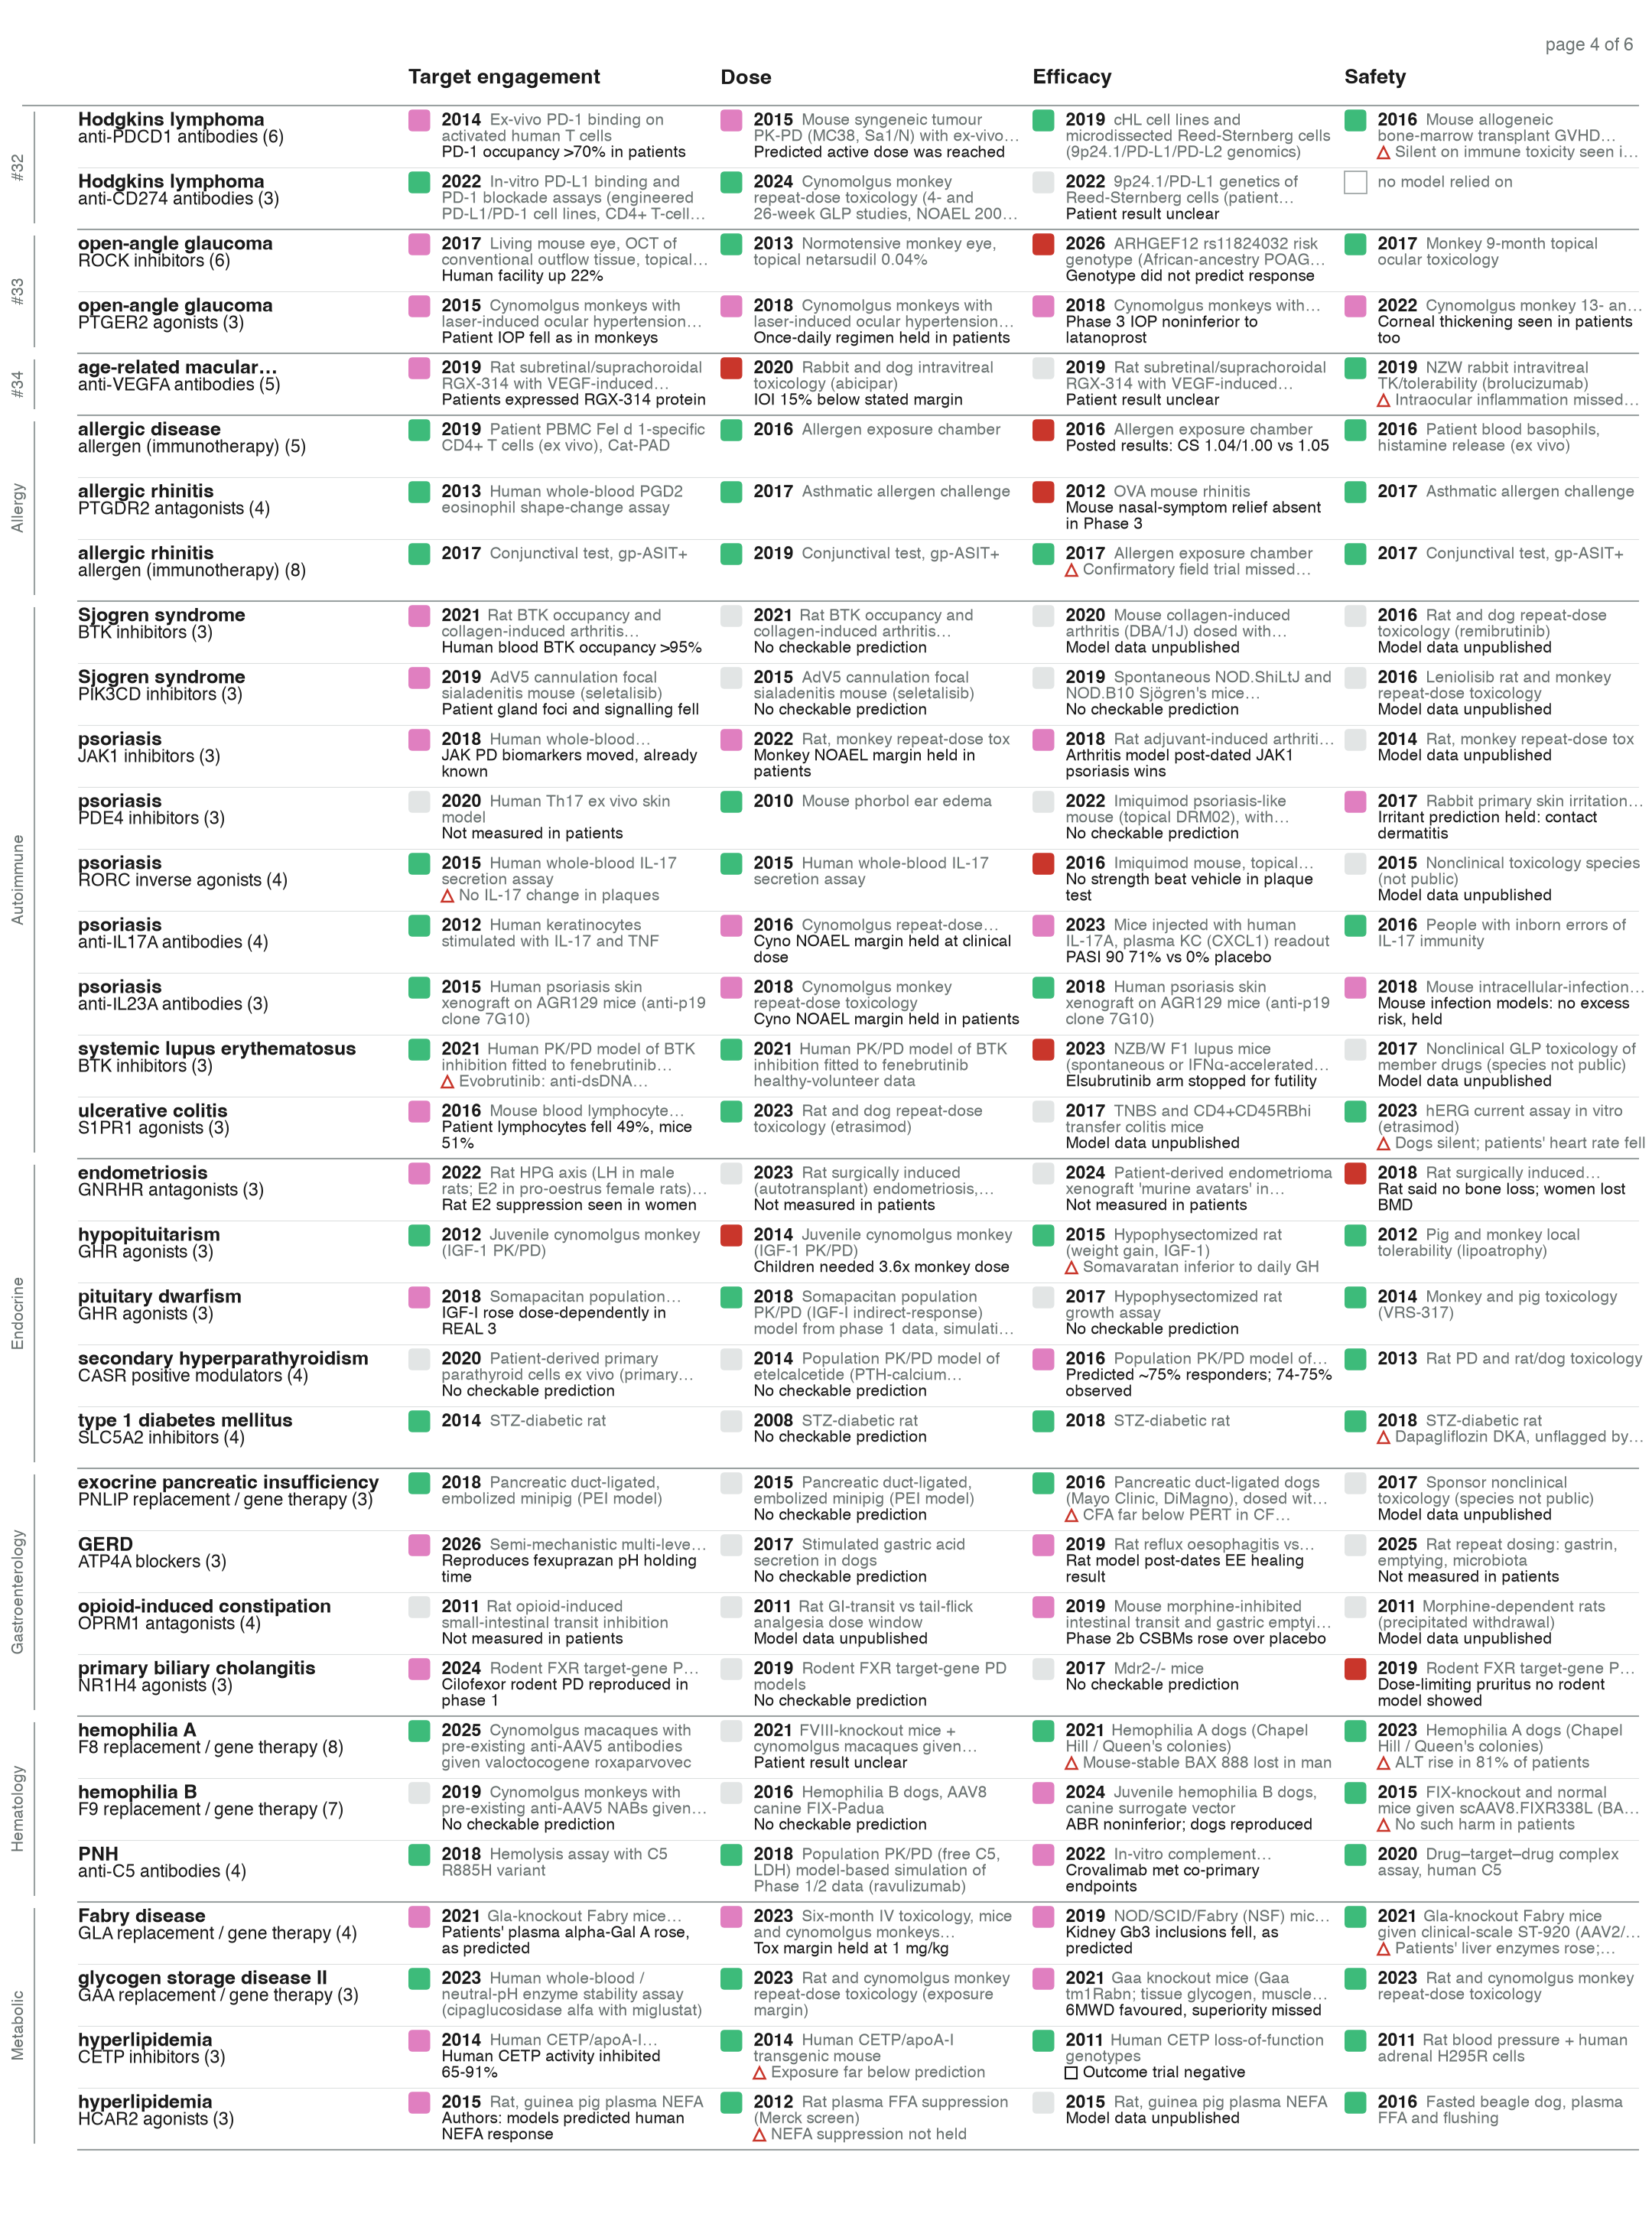 page 4 of 6
Target engagement Dose Efficacy Safety
#32
Hodgkins lymphoma
anti-PDCD1 antibodies (6)
2014 Ex-vivo PD-1 binding on
activated human T cells
PD-1 occupancy >70% in patients
2015 Mouse syngeneic tumour
PK-PD (MC38, Sa1/N) with ex-vivo…
Predicted active dose was reached
2019 cHL cell lines and
microdissected Reed-Sternberg cells
(9p24.1/PD-L1/PD-L2 genomics)
2016 Mouse allogeneic
bone-marrow transplant GVHD…
△ Silent on immune toxicity seen i…
Hodgkins lymphoma
anti-CD274 antibodies (3)
2022 In-vitro PD-L1 binding and
PD-1 blockade assays (engineered
PD-L1/PD-1 cell lines, CD4+ T-cell…
2024 Cynomolgus monkey
repeat-dose toxicology (4- and
26-week GLP studies, NOAEL 200…
2022 9p24.1/PD-L1 genetics of
Reed-Sternberg cells (patient…
Patient result unclear
no model relied on
#33
open-angle glaucoma
ROCK inhibitors (6)
2017 Living mouse eye, OCT of
conventional outflow tissue, topical…
Human facility up 22%
2013 Normotensive monkey eye,
topical netarsudil 0.04%
2026 ARHGEF12 rs11824032 risk
genotype (African-ancestry POAG…
Genotype did not predict response
2017 Monkey 9-month topical
ocular toxicology
open-angle glaucoma
PTGER2 agonists (3)
2015 Cynomolgus monkeys with
laser-induced ocular hypertension…
Patient IOP fell as in monkeys
2018 Cynomolgus monkeys with
laser-induced ocular hypertension…
Once-daily regimen held in patients
2018 Cynomolgus monkeys with…
Phase 3 IOP noninferior to
latanoprost
2022 Cynomolgus monkey 13- an…
Corneal thickening seen in patients
too
#34
age-related macular…
anti-VEGFA antibodies (5)
2019 Rat subretinal/suprachoroidal
RGX-314 with VEGF-induced…
Patients expressed RGX-314 protein
2020 Rabbit and dog intravitreal
toxicology (abicipar)
IOI 15% below stated margin
2019 Rat subretinal/suprachoroidal
RGX-314 with VEGF-induced…
Patient result unclear
2019 NZW rabbit intravitreal
TK/tolerability (brolucizumab)
△ Intraocular inflammation missed…
Allergy
allergic disease
allergen (immunotherapy) (5)
2019 Patient PBMC Fel d 1-specific
CD4+ T cells (ex vivo), Cat-PAD
2016 Allergen exposure chamber
2016 Allergen exposure chamber
Posted results: CS 1.04/1.00 vs 1.05
2016 Patient blood basophils,
histamine release (ex vivo)
allergic rhinitis
PTGDR2 antagonists (4)
2013 Human whole-blood PGD2
eosinophil shape-change assay
2017 Asthmatic allergen challenge
2012 OVA mouse rhinitis
Mouse nasal-symptom relief absent
in Phase 3
2017 Asthmatic allergen challenge
allergic rhinitis
allergen (immunotherapy) (8)
2017 Conjunctival test, gp-ASIT+
2019 Conjunctival test, gp-ASIT+
2017 Allergen exposure chamber
△ Confirmatory field trial missed…
2017 Conjunctival test, gp-ASIT+
Autoimmune
Sjogren syndrome
BTK inhibitors (3)
2021 Rat BTK occupancy and
collagen-induced arthritis…
Human blood BTK occupancy >95%
2021 Rat BTK occupancy and
collagen-induced arthritis…
No checkable prediction
2020 Mouse collagen-induced
arthritis (DBA/1J) dosed with…
Model data unpublished
2016 Rat and dog repeat-dose
toxicology (remibrutinib)
Model data unpublished
Sjogren syndrome
PIK3CD inhibitors (3)
2019 AdV5 cannulation focal
sialadenitis mouse (seletalisib)
Patient gland foci and signalling fell
2015 AdV5 cannulation focal
sialadenitis mouse (seletalisib)
No checkable prediction
2019 Spontaneous NOD.ShiLtJ and
NOD.B10 Sjögren's mice…
No checkable prediction
2016 Leniolisib rat and monkey
repeat-dose toxicology
Model data unpublished
psoriasis
JAK1 inhibitors (3)
2018 Human whole-blood…
JAK PD biomarkers moved, already
known
2022 Rat, monkey repeat-dose tox
Monkey NOAEL margin held in
patients
2018 Rat adjuvant-induced arthriti…
Arthritis model post-dated JAK1
psoriasis wins
2014 Rat, monkey repeat-dose tox
Model data unpublished
psoriasis
PDE4 inhibitors (3)
2020 Human Th17 ex vivo skin
model
Not measured in patients
2010 Mouse phorbol ear edema
2022 Imiquimod psoriasis-like
mouse (topical DRM02), with…
No checkable prediction
2017 Rabbit primary skin irritation…
Irritant prediction held: contact
dermatitis
psoriasis
RORC inverse agonists (4)
2015 Human whole-blood IL-17
secretion assay
△ No IL-17 change in plaques
2015 Human whole-blood IL-17
secretion assay
2016 Imiquimod mouse, topical…
No strength beat vehicle in plaque
test
2015 Nonclinical toxicology species
(not public)
Model data unpublished
psoriasis
anti-IL17A antibodies (4)
2012 Human keratinocytes
stimulated with IL-17 and TNF
2016 Cynomolgus repeat-dose…
Cyno NOAEL margin held at clinical
dose
2023 Mice injected with human
IL-17A, plasma KC (CXCL1) readout
PASI 90 71% vs 0% placebo
2016 People with inborn errors of
IL-17 immunity
psoriasis
anti-IL23A antibodies (3)
2015 Human psoriasis skin
xenograft on AGR129 mice (anti-p19
clone 7G10)
2018 Cynomolgus monkey
repeat-dose toxicology
Cyno NOAEL margin held in patients
2018 Human psoriasis skin
xenograft on AGR129 mice (anti-p19
clone 7G10)
2018 Mouse intracellular-infection…
Mouse infection models: no excess
risk, held
systemic lupus erythematosus
BTK inhibitors (3)
2021 Human PK/PD model of BTK
inhibition fitted to fenebrutinib…
△ Evobrutinib: anti-dsDNA…
2021 Human PK/PD model of BTK
inhibition fitted to fenebrutinib
healthy-volunteer data
2023 NZB/W F1 lupus mice
(spontaneous or IFNα-accelerated…
Elsubrutinib arm stopped for futility
2017 Nonclinical GLP toxicology of
member drugs (species not public)
Model data unpublished
ulcerative colitis
S1PR1 agonists (3)
2016 Mouse blood lymphocyte…
Patient lymphocytes fell 49%, mice
51%
2023 Rat and dog repeat-dose
toxicology (etrasimod)
2017 TNBS and CD4+CD45RBhi
transfer colitis mice
Model data unpublished
2023 hERG current assay in vitro
(etrasimod)
△ Dogs silent; patients' heart rate fell
Endocrine
endometriosis
GNRHR antagonists (3)
2022 Rat HPG axis (LH in male
rats; E2 in pro-oestrus female rats)…
Rat E2 suppression seen in women
2023 Rat surgically induced
(autotransplant) endometriosis,…
Not measured in patients
2024 Patient-derived endometrioma
xenograft 'murine avatars' in…
Not measured in patients
2018 Rat surgically induced…
Rat said no bone loss; women lost
BMD
hypopituitarism
GHR agonists (3)
2012 Juvenile cynomolgus monkey
(IGF-1 PK/PD)
2014 Juvenile cynomolgus monkey
(IGF-1 PK/PD)
Children needed 3.6x monkey dose
2015 Hypophysectomized rat
(weight gain, IGF-1)
△ Somavaratan inferior to daily GH
2012 Pig and monkey local
tolerability (lipoatrophy)
pituitary dwarfism
GHR agonists (3)
2018 Somapacitan population…
IGF-I rose dose-dependently in
REAL 3
2018 Somapacitan population
PK/PD (IGF-I indirect-response)
model from phase 1 data, simulati…
2017 Hypophysectomized rat
growth assay
No checkable prediction
2014 Monkey and pig toxicology
(VRS-317)
secondary hyperparathyroidism
CASR positive modulators (4)
2020 Patient-derived primary
parathyroid cells ex vivo (primary…
No checkable prediction
2014 Population PK/PD model of
etelcalcetide (PTH-calcium…
No checkable prediction
2016 Population PK/PD model of…
Predicted ~75% responders; 74-75%
observed
2013 Rat PD and rat/dog toxicology
type 1 diabetes mellitus
SLC5A2 inhibitors (4)
2014 STZ-diabetic rat
2008 STZ-diabetic rat
No checkable prediction
2018 STZ-diabetic rat
2018 STZ-diabetic rat
△ Dapagliflozin DKA, unflagged by…
Gastroenterology
exocrine pancreatic insufficiency
PNLIP replacement / gene therapy (3)
2018 Pancreatic duct-ligated,
embolized minipig (PEI model)
2015 Pancreatic duct-ligated,
embolized minipig (PEI model)
No checkable prediction
2016 Pancreatic duct-ligated dogs
(Mayo Clinic, DiMagno), dosed wit…
△ CFA far below PERT in CF…
2017 Sponsor nonclinical
toxicology (species not public)
Model data unpublished
GERD
ATP4A blockers (3)
2026 Semi-mechanistic multi-leve…
Reproduces fexuprazan pH holding
time
2017 Stimulated gastric acid
secretion in dogs
No checkable prediction
2019 Rat reflux oesophagitis vs…
Rat model post-dates EE healing
result
2025 Rat repeat dosing: gastrin,
emptying, microbiota
Not measured in patients
opioid-induced constipation
OPRM1 antagonists (4)
2011 Rat opioid-induced
small-intestinal transit inhibition
Not measured in patients
2011 Rat GI-transit vs tail-flick
analgesia dose window
Model data unpublished
2019 Mouse morphine-inhibited
intestinal transit and gastric emptyi…
Phase 2b CSBMs rose over placebo
2011 Morphine-dependent rats
(precipitated withdrawal)
Model data unpublished
primary biliary cholangitis
NR1H4 agonists (3)
2024 Rodent FXR target-gene P…
Cilofexor rodent PD reproduced in
phase 1
2019 Rodent FXR target-gene PD
models
No checkable prediction
2017 Mdr2-/- mice
No checkable prediction
2019 Rodent FXR target-gene P…
Dose-limiting pruritus no rodent
model showed
Hematology
hemophilia A
F8 replacement / gene therapy (8)
2025 Cynomolgus macaques with
pre-existing anti-AAV5 antibodies
given valoctocogene roxaparvovec
2021 FVIII-knockout mice +
cynomolgus macaques given…
Patient result unclear
2021 Hemophilia A dogs (Chapel
Hill / Queen's colonies)
△ Mouse-stable BAX 888 lost in man
2023 Hemophilia A dogs (Chapel
Hill / Queen's colonies)
△ ALT rise in 81% of patients
hemophilia B
F9 replacement / gene therapy (7)
2019 Cynomolgus monkeys with
pre-existing anti-AAV5 NABs given…
No checkable prediction
2016 Hemophilia B dogs, AAV8
canine FIX-Padua
No checkable prediction
2024 Juvenile hemophilia B dogs,
canine surrogate vector
ABR noninferior; dogs reproduced
2015 FIX-knockout and normal
mice given scAAV8.FIXR338L (BA…
△ No such harm in patients
PNH
anti-C5 antibodies (4)
2018 Hemolysis assay with C5
R885H variant
2018 Population PK/PD (free C5,
LDH) model-based simulation of
Phase 1/2 data (ravulizumab)
2022 In-vitro complement…
Crovalimab met co-primary
endpoints
2020 Drug–target–drug complex
assay, human C5
Metabolic
Fabry disease
GLA replacement / gene therapy (4)
2021 Gla-knockout Fabry mice…
Patients' plasma alpha-Gal A rose,
as predicted
2023 Six-month IV toxicology, mice
and cynomolgus monkeys…
Tox margin held at 1 mg/kg
2019 NOD/SCID/Fabry (NSF) mic…
Kidney Gb3 inclusions fell, as
predicted
2021 Gla-knockout Fabry mice
given clinical-scale ST-920 (AAV2/…
△ Patients' liver enzymes rose;…
glycogen storage disease II
GAA replacement / gene therapy (3)
2023 Human whole-blood /
neutral-pH enzyme stability assay
(cipaglucosidase alfa with miglustat)
2023 Rat and cynomolgus monkey
repeat-dose toxicology (exposure
margin)
2021 Gaa knockout mice (Gaa
tm1Rabn; tissue glycogen, muscle…
6MWD favoured, superiority missed
2023 Rat and cynomolgus monkey
repeat-dose toxicology
hyperlipidemia
CETP inhibitors (3)
2014 Human CETP/apoA-I…
Human CETP activity inhibited
65-91%
2014 Human CETP/apoA-I
transgenic mouse
△ Exposure far below prediction
2011 Human CETP loss-of-function
genotypes
□ Outcome trial negative
2011 Rat blood pressure + human
adrenal H295R cells
hyperlipidemia
HCAR2 agonists (3)
2015 Rat, guinea pig plasma NEFA
Authors: models predicted human
NEFA response
2012 Rat plasma FFA suppression
(Merck screen)
△ NEFA suppression not held
2015 Rat, guinea pig plasma NEFA
Model data unpublished
2016 Fasted beagle dog, plasma
FFA and flushing